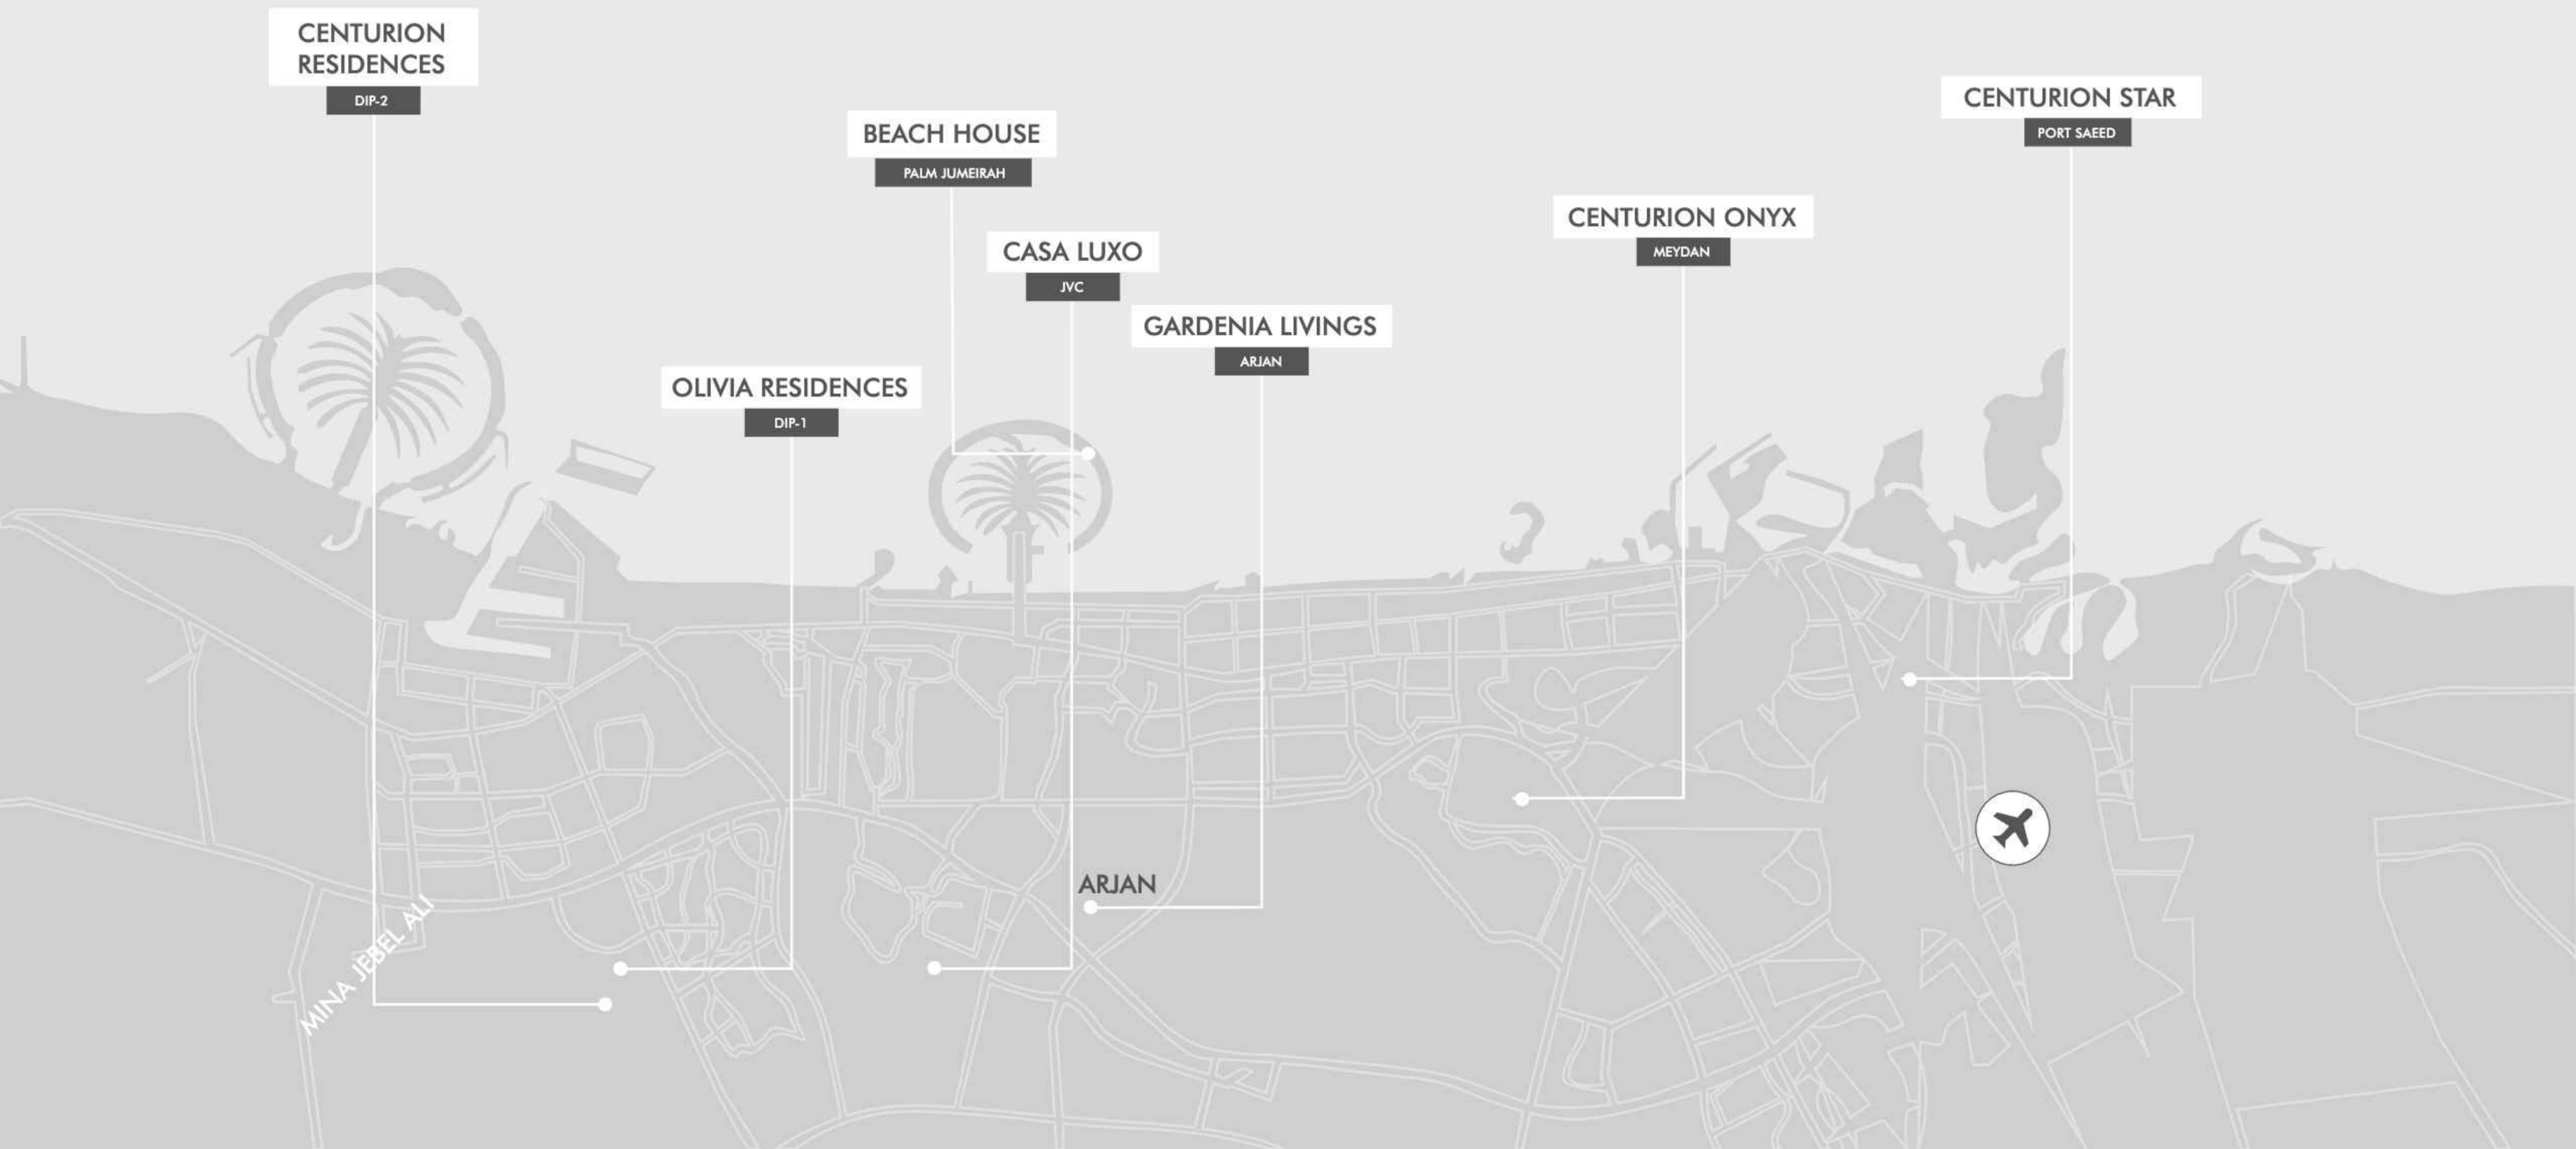 CENTURION
RESIDENCES
DIP-2
BEACH HOUSE
PALM JUMEIRAH
CENTURION STAR
PORT SAEED
CENTURION ONYX
MEYDAN
CASA LUXO
JVC
GARDENIA LIVINGS
ARJAN
OLIVIA RESIDENCES
DIP-1
ARJAN
MINA JEBEL ALI